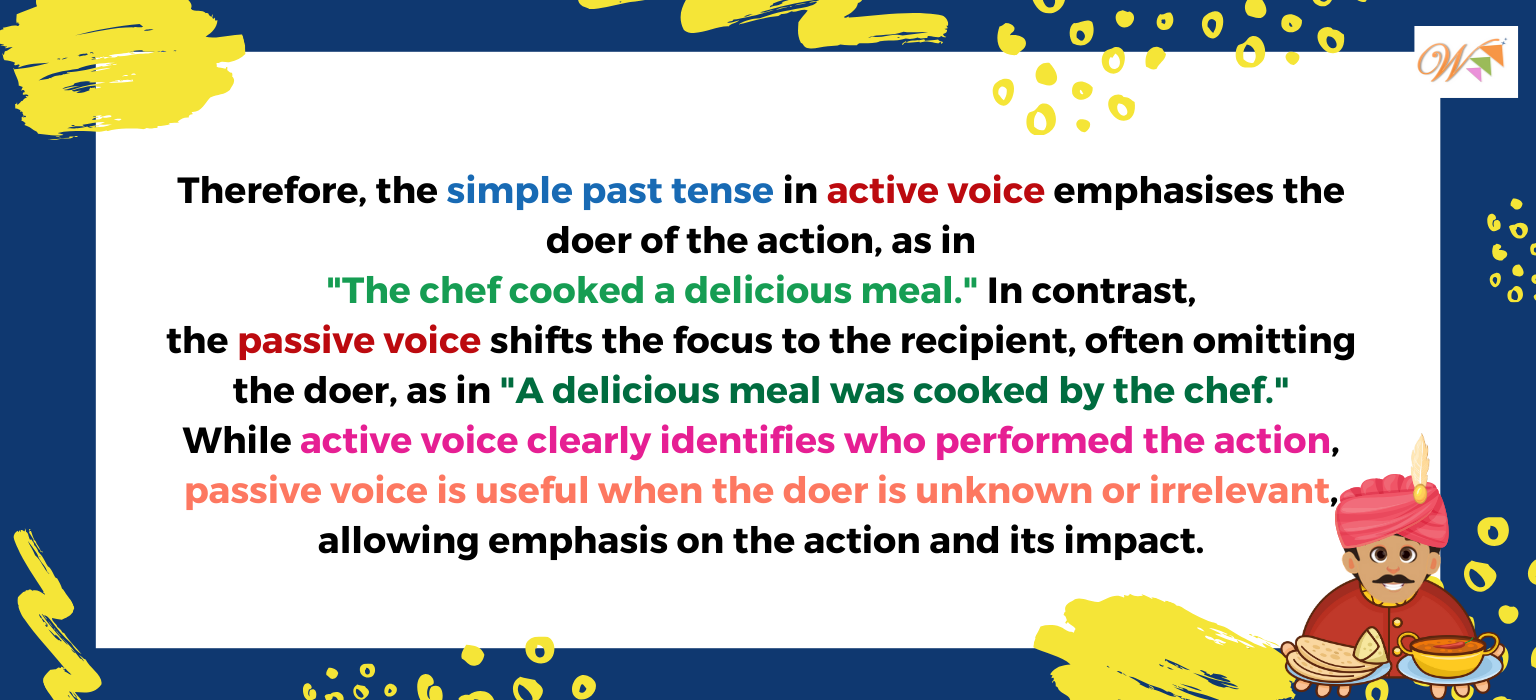 W
Therefore, the simple past tense in active voice emphasises the
doer of the action, as in
"The chef cooked a delicious meal." In contrast,
the passive voice shifts the focus to the recipient, often omitting
the doer, as in "A delicious meal was cooked by the chef."
While active voice clearly identifies who performed the action,
passive voice is useful when the doer is unknown or irrelevant,
allowing emphasis on the action and its impact.